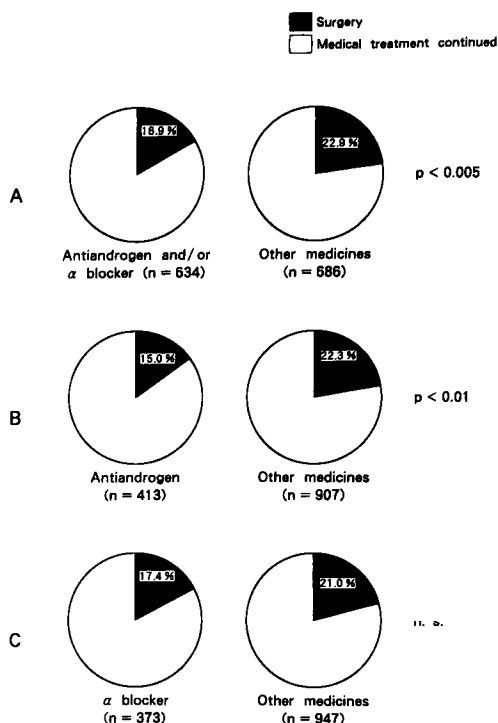 Surgery
Medical treatment continued
A
16.9 %
22.9 %
p < 0.005
Antiandrogen and/or
α blocker (n = 634)
Other medicines
(n = 686)
B
15.0 %
22.3 %
p < 0.01
Antiandrogen
(n = 413)
Other medicines
(n = 907)
C
17.4 %
21.0 %
n. s.
α blocker
(n = 373)
Other medicines
(n = 947)